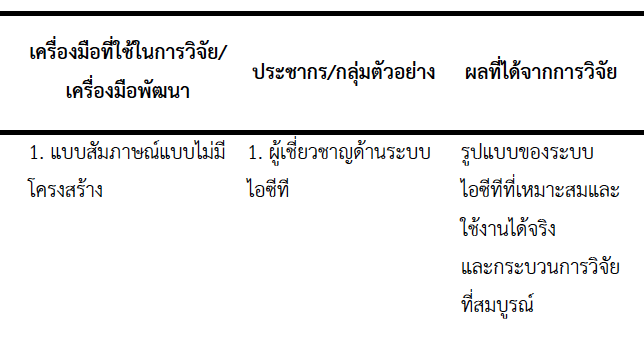 เครื่องมือที่ใช้ในการวิจัย/
เครื่องมือพัฒนา
ประชากร/กลุ่มตัวอย่าง
ผลที่ได้จากการวิจัย
1. แบบสัมภาษณ์แบบไม่มี
โครงสร้าง
1. ผู้เชี่ยวชาญด้านระบบ
ไอซีที
รูปแบบของระบบ
ไอซีทีที่เหมาะสมและ
ใช้งานได้จริง
และกระบวนการวิจัย
ที่สมบูรณ์